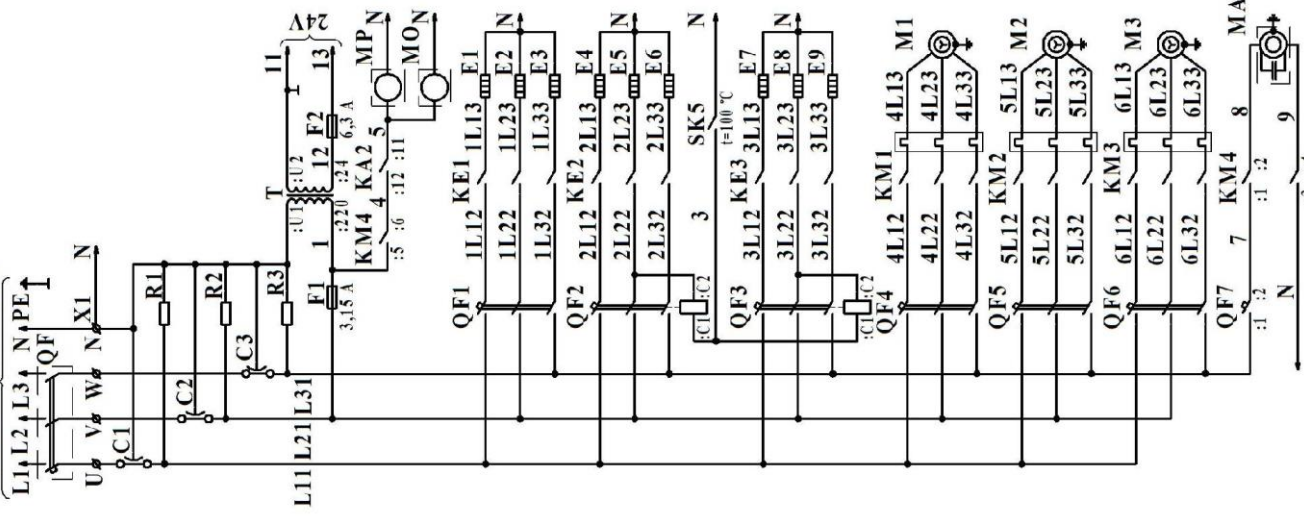 L1 L2 L3 N PE
QF
U V W N X1 N
C1
C2
C3
R1
R2
R3
L11 L21 L31
T
:U1 :U2
:220 :24
1
F1
3,15 A
11
12 F2 13
6,3 A
24V
KM4 4 KA2 5
:5 :6 :12 :11
MP N
MO N
QF1
1L12 KE1 1L13 E1
1L22 1L23 E2
1L32 1L33 E3
N
QF2
2L12 KE2 2L13 E4
2L22 2L23 E5
2L32 2L33 E6
N
:C1 :C2
3 SK5 N
t=100 °C
QF3
3L12 KE3 3L13 E7
3L22 3L23 E8
3L32 3L33 E9
N
:C1 :C2
QF4
4L12 KM1 4L13 M1
4L22 4L23
4L32 4L33
QF5
5L12 KM2 5L13 M2
5L22 5L23
5L32 5L33
QF6
6L12 KM3 6L13 M3
6L22 6L23
6L32 6L33
QF7 7 KM4 8
:1 :2 :1 :2
N 9